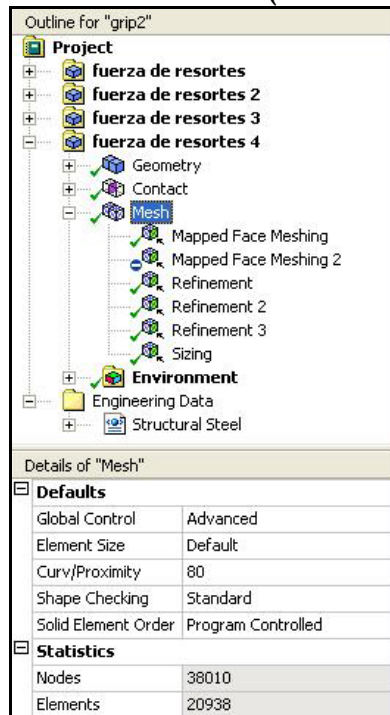 Outline for "grip2"
Project
fuerza de resortes
fuerza de resortes 2
fuerza de resortes 3
fuerza de resortes 4
Geometry
Contact
Mesh
Mapped Face Meshing
Mapped Face Meshing 2
Refinement
Refinement 2
Refinement 3
Sizing
Environment
Engineering Data
Structural Steel
Details of "Mesh"
Defaults
Global Control Advanced
Element Size Default
Curv/Proximity 80
Shape Checking Standard
Solid Element Order Program Controlled
Statistics
Nodes 38010
Elements 20938